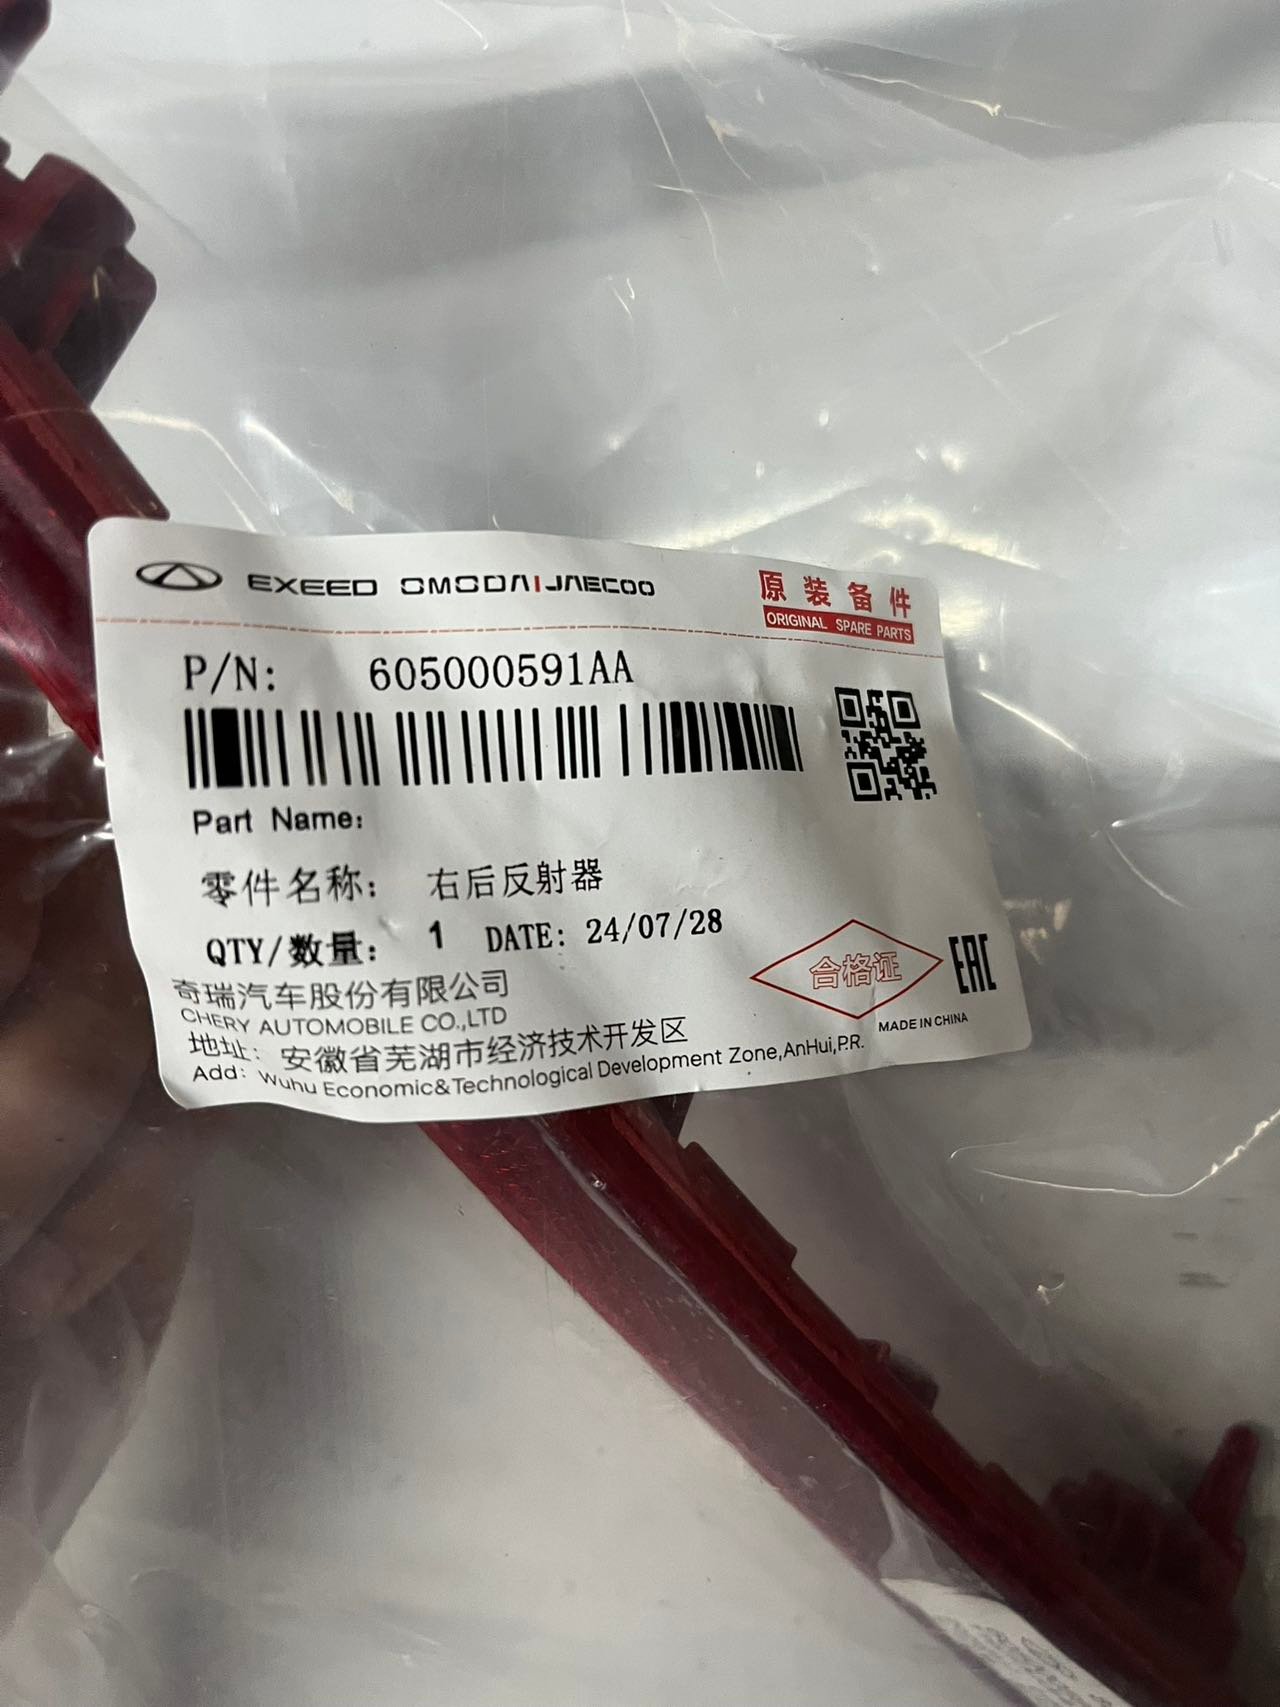 EXEED OMODA|JAECOO
原装备件
ORIGINAL SPARE PARTS
P/N: 605000591AA
Part Name:
零件名称: 右后反射器
QTY/数量: 1 DATE: 24/07/28
奇瑞汽车股份有限公司
CHERY AUTOMOBILE CO.,LTD
地址: 安徽省芜湖市经济技术开发区
Add: Wuhu Economic&Technological Development Zone,AnHui,P.R.
合格证
EAC
MADE IN CHINA